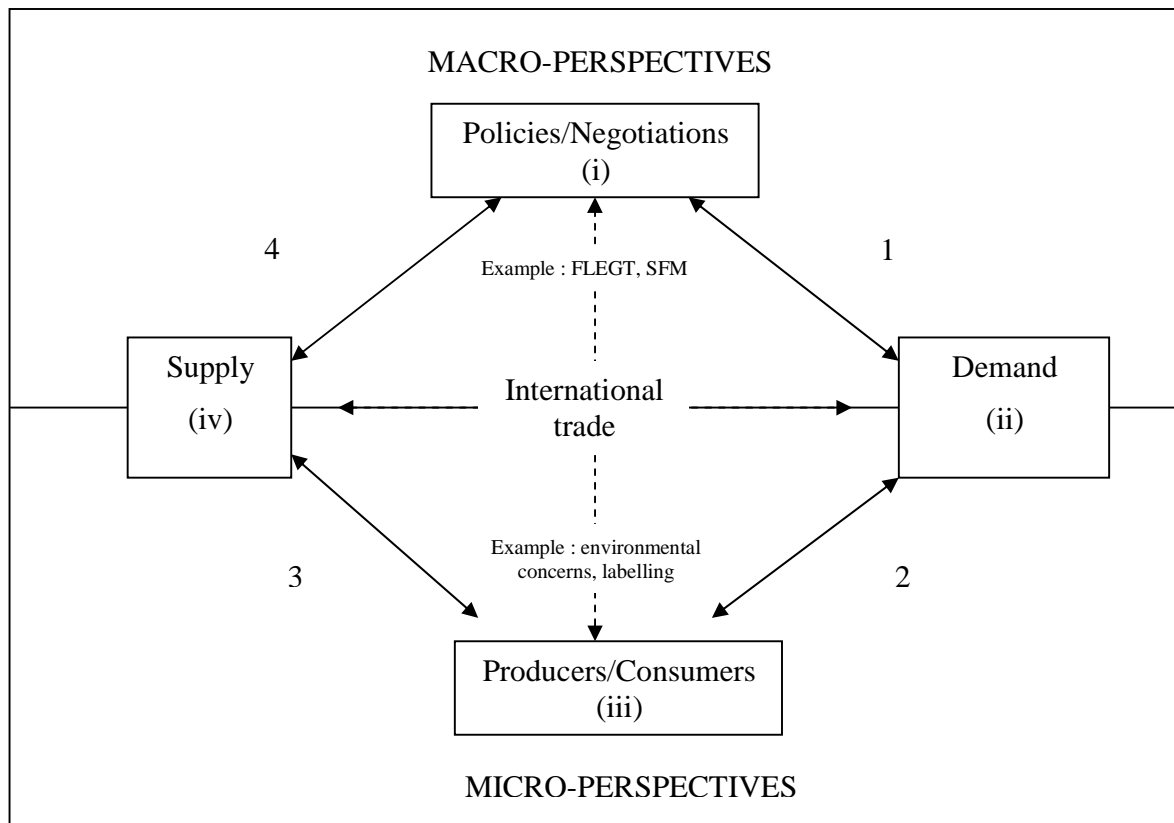 MACRO-PERSPECTIVES
Policies/Negotiations
(i)
4
1
Example : FLEGT, SFM
Supply
(iv)
International
trade
Demand
(ii)
Example : environmental
concerns, labelling
3
2
Producers/Consumers
(iii)
MICRO-PERSPECTIVES